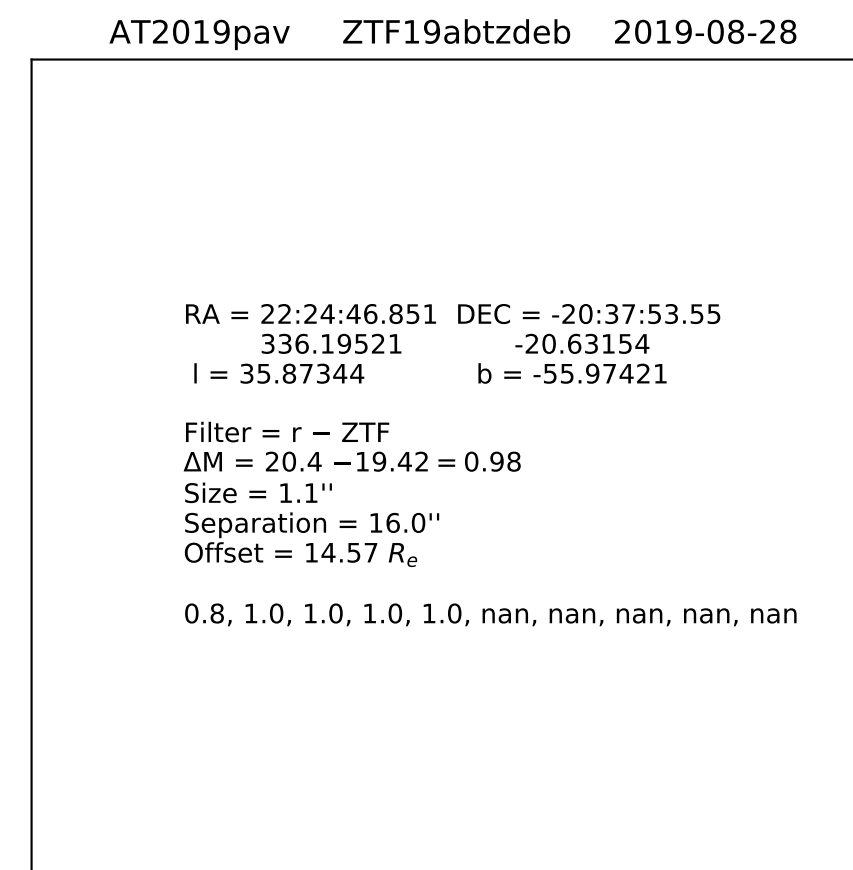 AT2019pav ZTF19abtzdeb 2019-08-28
RA = 22:24:46.851 DEC = -20:37:53.55
336.19521 -20.63154
l = 35.87344 b = -55.97421
Filter = r − ZTF
ΔM = 20.4 −19.42 = 0.98
Size = 1.1''
Separation = 16.0''
Offset = 14.57 Rₑ
0.8, 1.0, 1.0, 1.0, 1.0, nan, nan, nan, nan, nan